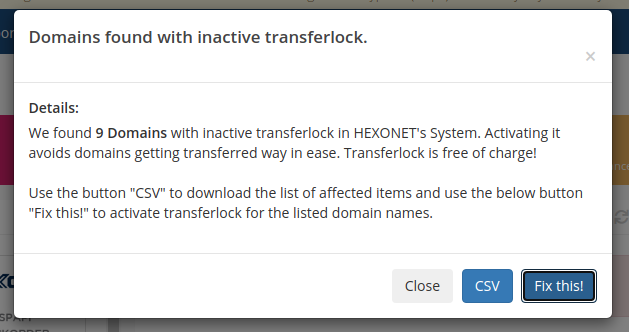 Domains found with inactive transferlock.
×
Details:
We found 9 Domains with inactive transferlock in HEXONET's System. Activating it
avoids domains getting transferred way in ease. Transferlock is free of charge!
Use the button "CSV" to download the list of affected items and use the below button
"Fix this!" to activate transferlock for the listed domain names.
Close CSV Fix this!